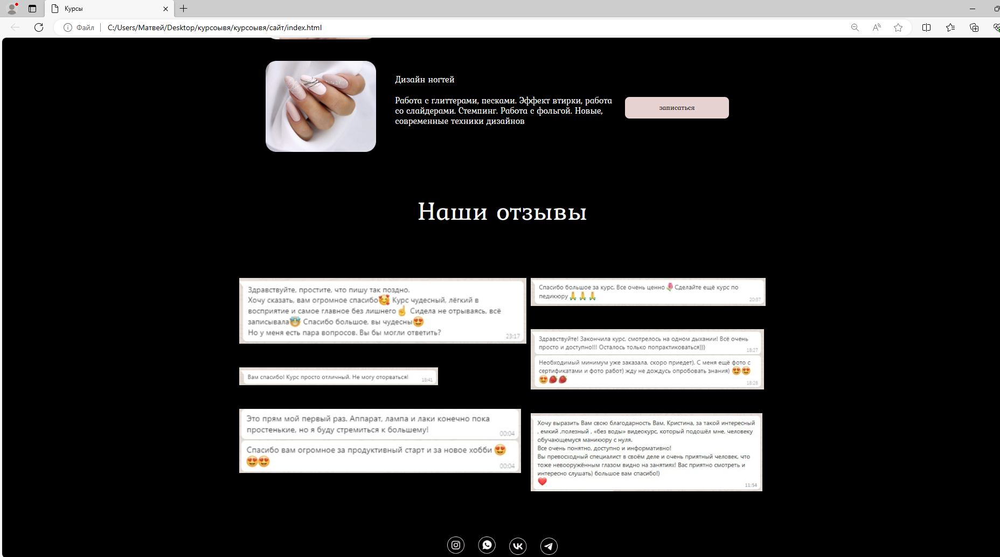 Курсы
Файл
C:/Users/Матвей/Desktop/курсоывя/курсоывя/сайт/index.html
Дизайн ногтей
Работа с глиттерами, песками. Эффект втирки, работа
со слайдерами. Стемпинг. Работа с фольгой. Новые,
современные техники дизайнов
записаться
Наши отзывы
Здравствуйте, простите, что пишу так поздно.
Хочу сказать, вам огромное спасибо🥰 Курс чудесный, лёгкий в
восприятие и самое главное без лишнего☝ Сидела не отрываясь, всё
записывала🤓 Спасибо большое, вы чудесны😍
Но у меня есть пара вопросов. Вы бы могли ответить?
23:17
Вам спасибо! Курс просто отличный. Не могу оторваться!
18:41
Это прям мой первый раз. Аппарат, лампа и лаки конечно пока
простенькие, но я буду стремиться к большему!
00:04
Спасибо вам огромное за продуктивный старт и за новое хобби 😍
😍😍
00:04
Спасибо большое за курс. Все очень ценно🌷Сделайте ещё курс по
педикюру🙏🙏🙏
20:37
Здравствуйте! Закончила курс, смотрелось на одном дыхании! Всё очень
просто и доступно!!! Осталось только попрактиковаться)))
18:27
Необходимый минимум уже заказала, скоро приедет). С меня ещё фото с
сертификатами и фото работ) жду не дождусь опробовать знания) 😍😍
😍🍓🍓
18:28
Хочу выразить Вам свою благодарность Вам, Кристина, за такой интересный
, емкий ,полезный , «без воды» видеокурс, который подошёл мне, человеку
обучающемуся маникюру с нуля.
Все очень понятно, доступно и информативно!
Вы превосходный специалист в своём деле и очень приятный человек, что
тоже невооружённым глазом видно на занятиях! Вас приятно смотреть и
интересно слушать) большое вам спасибо!)
❤
11:54